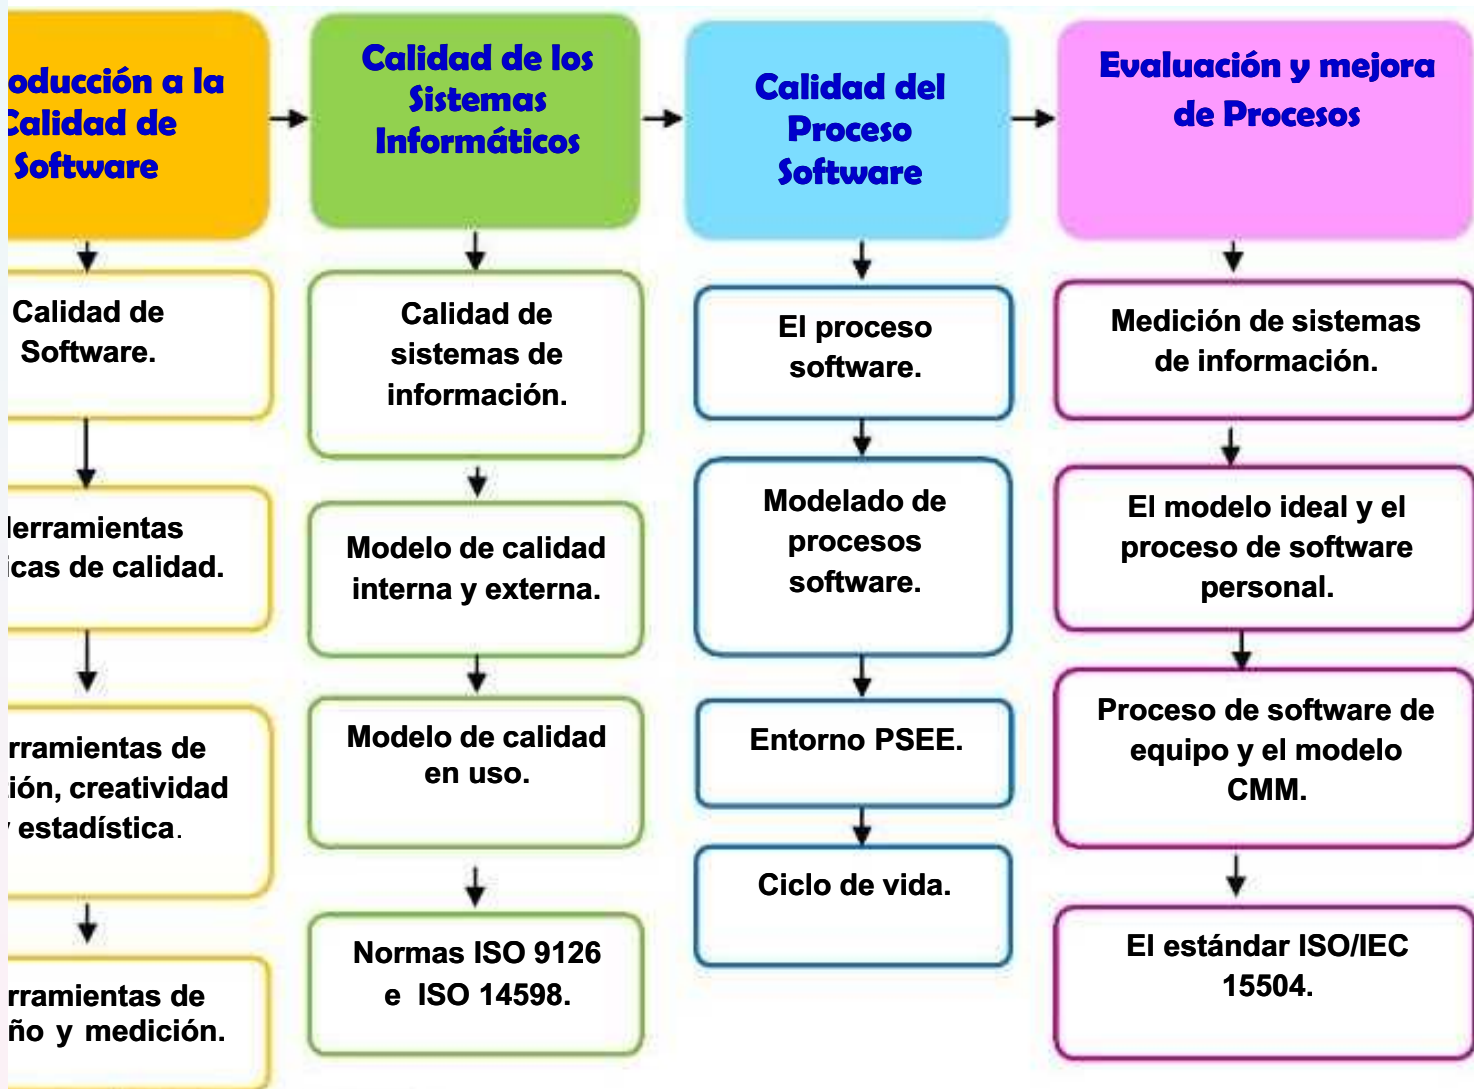 oducción a la
Calidad de
Software
Calidad de
Software.
erramientas
icas de calidad.
rramientas de
ión, creatividad
y estadística.
rramientas de
ño y medición.
Calidad de los
Sistemas
Informáticos
Calidad de
sistemas de
información.
Modelo de calidad
interna y externa.
Modelo de calidad
en uso.
Normas ISO 9126
e ISO 14598.
Calidad del
Proceso
Software
El proceso
software.
Modelado de
procesos
software.
Entorno PSEE.
Ciclo de vida.
Evaluación y mejora
de Procesos
Medición de sistemas
de información.
El modelo ideal y el
proceso de software
personal.
Proceso de software de
equipo y el modelo
CMM.
El estándar ISO/IEC
15504.